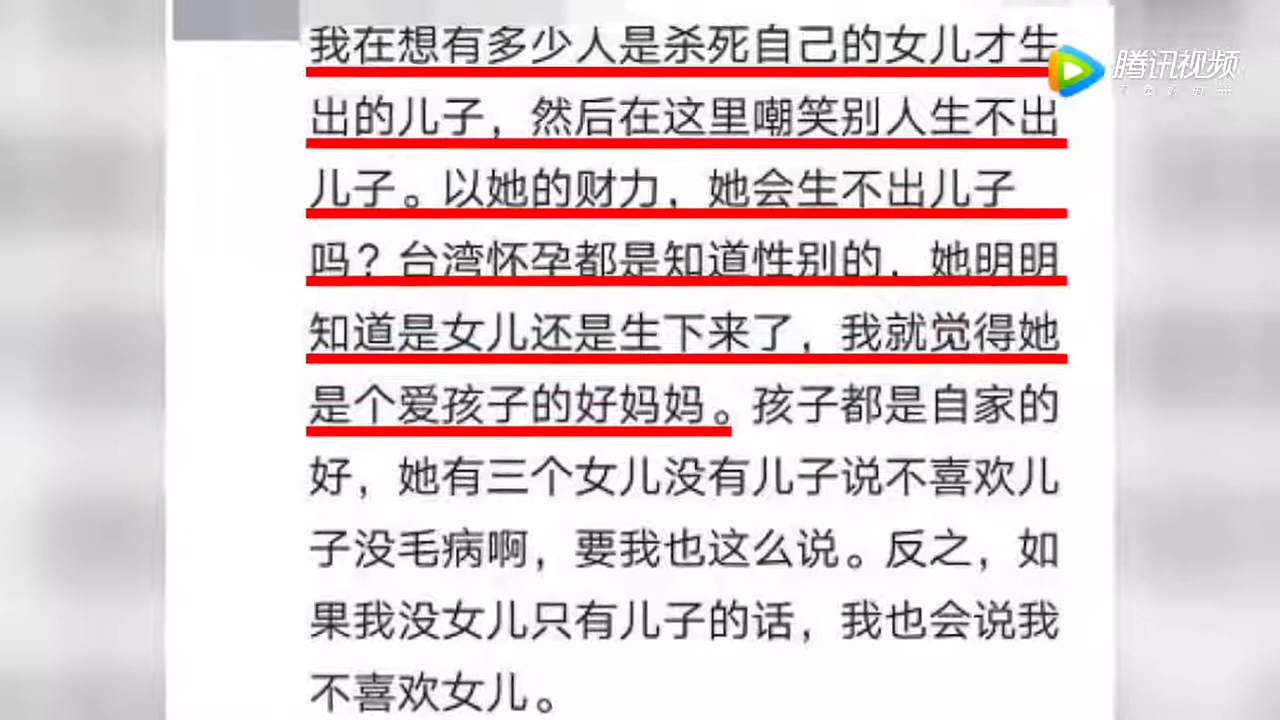 我在想有多少人是杀死自己的女儿才生
出的儿子，然后在这里嘲笑别人生不出
儿子。以她的财力，她会生不出儿子
吗？台湾怀孕都是知道性别的，她明明
知道是女儿还是生下来了，我就觉得她
是个爱孩子的好妈妈。孩子都是自家的
好，她有三个女儿没有儿子说不喜欢儿
子没毛病啊，要我也这么说。反之，如
果我没女儿只有儿子的话，我也会说我
不喜欢女儿。
腾讯视频